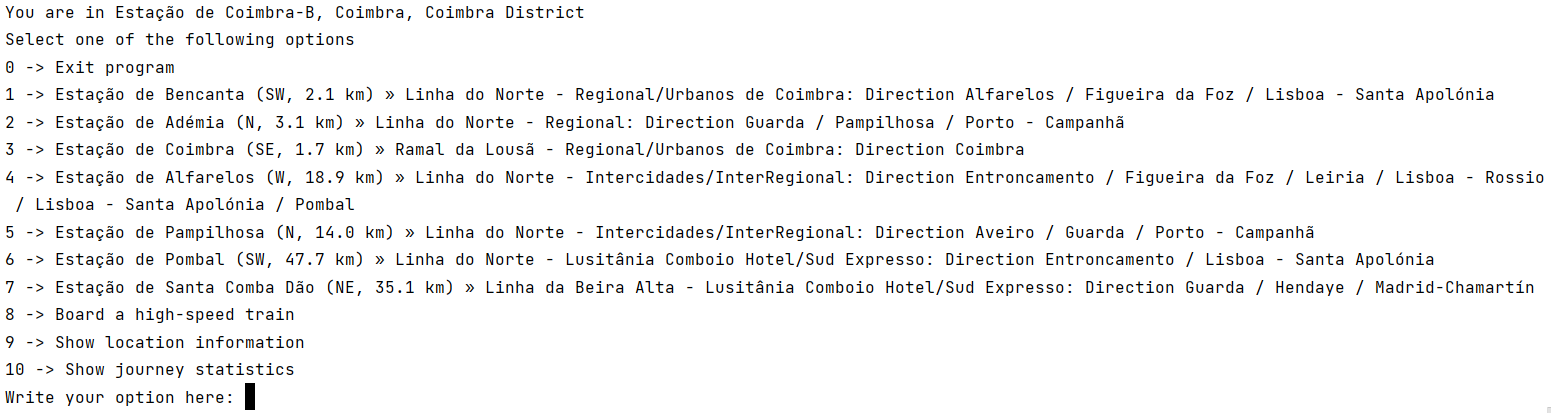 You are in Estação de Coimbra-B, Coimbra, Coimbra District
Select one of the following options
0 -> Exit program
1 -> Estação de Bencanta (SW, 2.1 km) » Linha do Norte - Regional/Urbanos de Coimbra: Direction Alfarelos / Figueira da Foz / Lisboa - Santa Apolónia
2 -> Estação de Adémia (N, 3.1 km) » Linha do Norte - Regional: Direction Guarda / Pampilhosa / Porto - Campanhã
3 -> Estação de Coimbra (SE, 1.7 km) » Ramal da Lousã - Regional/Urbanos de Coimbra: Direction Coimbra
4 -> Estação de Alfarelos (W, 18.9 km) » Linha do Norte - Intercidades/InterRegional: Direction Entroncamento / Figueira da Foz / Leiria / Lisboa - Rossio
/ Lisboa - Santa Apolónia / Pombal
5 -> Estação de Pampilhosa (N, 14.0 km) » Linha do Norte - Intercidades/InterRegional: Direction Aveiro / Guarda / Porto - Campanhã
6 -> Estação de Pombal (SW, 47.7 km) » Linha do Norte - Lusitânia Comboio Hotel/Sud Expresso: Direction Entroncamento / Lisboa - Santa Apolónia
7 -> Estação de Santa Comba Dão (NE, 35.1 km) » Linha da Beira Alta - Lusitânia Comboio Hotel/Sud Expresso: Direction Guarda / Hendaye / Madrid-Chamartín
8 -> Board a high-speed train
9 -> Show location information
10 -> Show journey statistics
Write your option here: